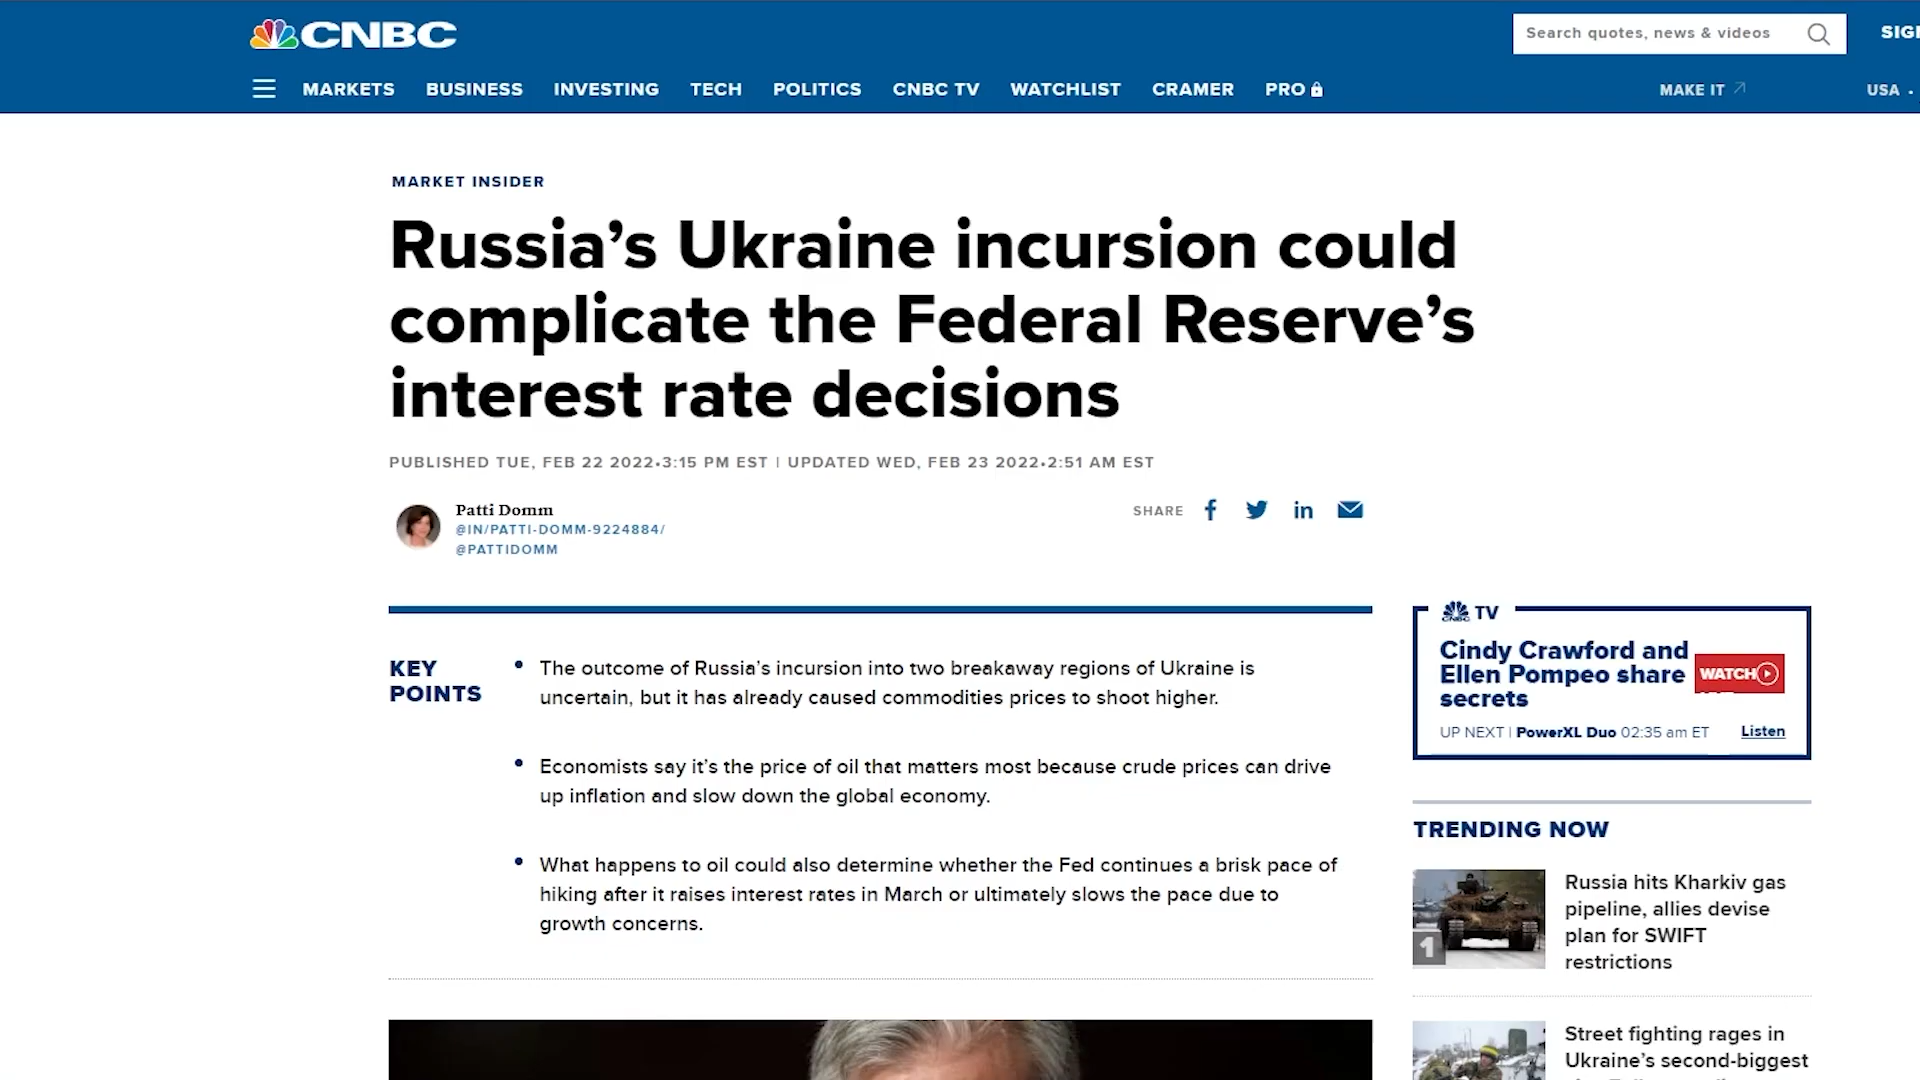 CNBC
Search quotes, news & videos
MARKETS BUSINESS INVESTING TECH POLITICS CNBC TV WATCHLIST CRAMER PRO
MAKE IT
USA
MARKET INSIDER
Russia’s Ukraine incursion could
complicate the Federal Reserve’s
interest rate decisions
PUBLISHED TUE, FEB 22 2022•3:15 PM EST | UPDATED WED, FEB 23 2022•2:51 AM EST
Patti Domm
@IN/PATTI-DOMM-9224884/
@PATTIDOMM
SHARE
KEY
POINTS
The outcome of Russia’s incursion into two breakaway regions of Ukraine is
uncertain, but it has already caused commodities prices to shoot higher.
Economists say it’s the price of oil that matters most because crude prices can drive
up inflation and slow down the global economy.
What happens to oil could also determine whether the Fed continues a brisk pace of
hiking after it raises interest rates in March or ultimately slows the pace due to
growth concerns.
CNBC TV
Cindy Crawford and
Ellen Pompeo share
secrets
WATCH
UP NEXT | PowerXL Duo 02:35 am ET
Listen
TRENDING NOW
1
Russia hits Kharkiv gas
pipeline, allies devise
plan for SWIFT
restrictions
Street fighting rages in
Ukraine’s second-biggest